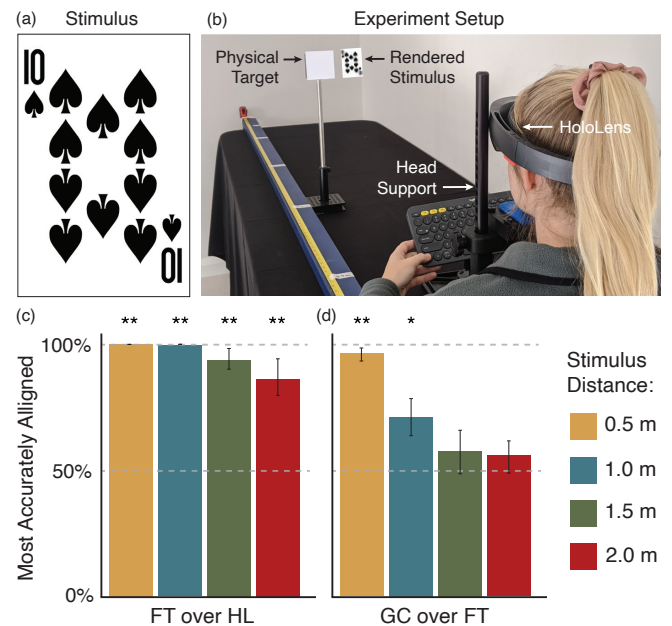 (a) Stimulus
10
10
(b) Experiment Setup
Physical
Target
Rendered
Stimulus
HoloLens
Head
Support
(c)
** ** ** **
(d)
** *
Most Accurately Alligned
100%
50%
0%
FT over HL
GC over FT
Stimulus
Distance:
0.5 m
1.0 m
1.5 m
2.0 m